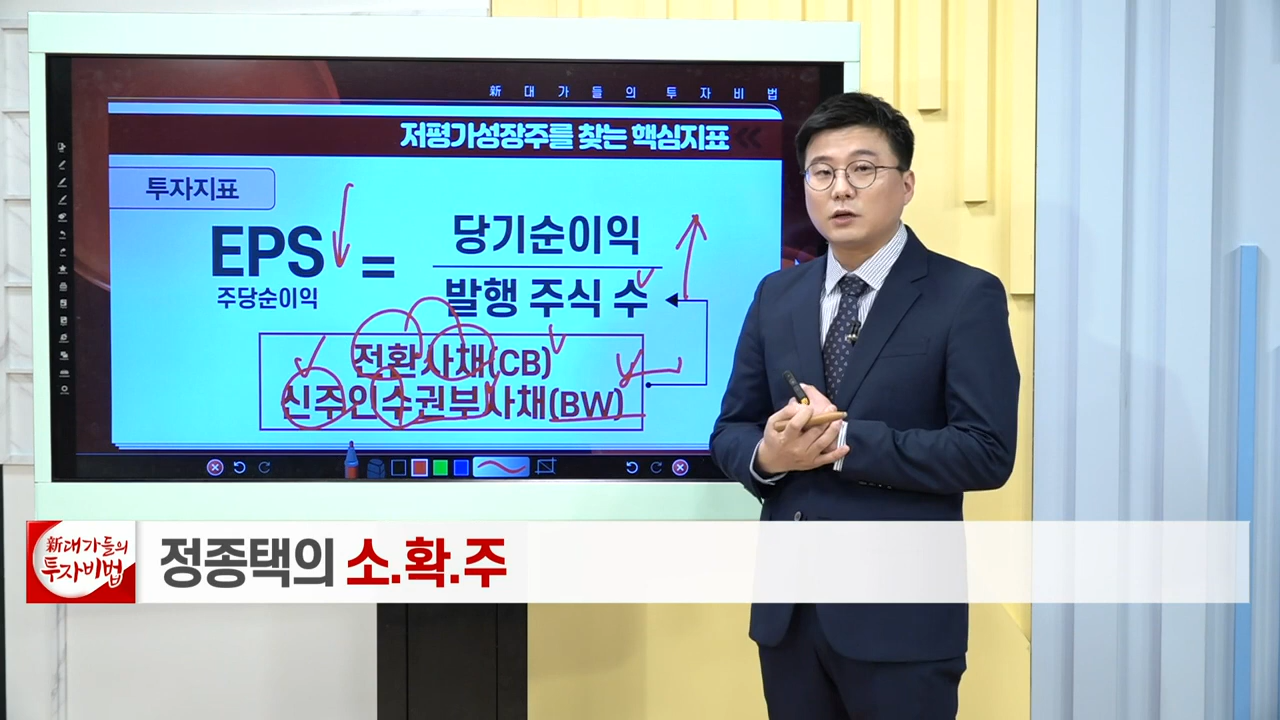 新 대 가 들 의 투 자 비 법
저평가성장주를 찾는 핵심지표
투자지표
EPS = 당기순이익
주당순이익
발행 주식 수
전환사채(CB)
신주인수권부사채(BW)
新대가들의
투자비법
정종택의 소.확.주